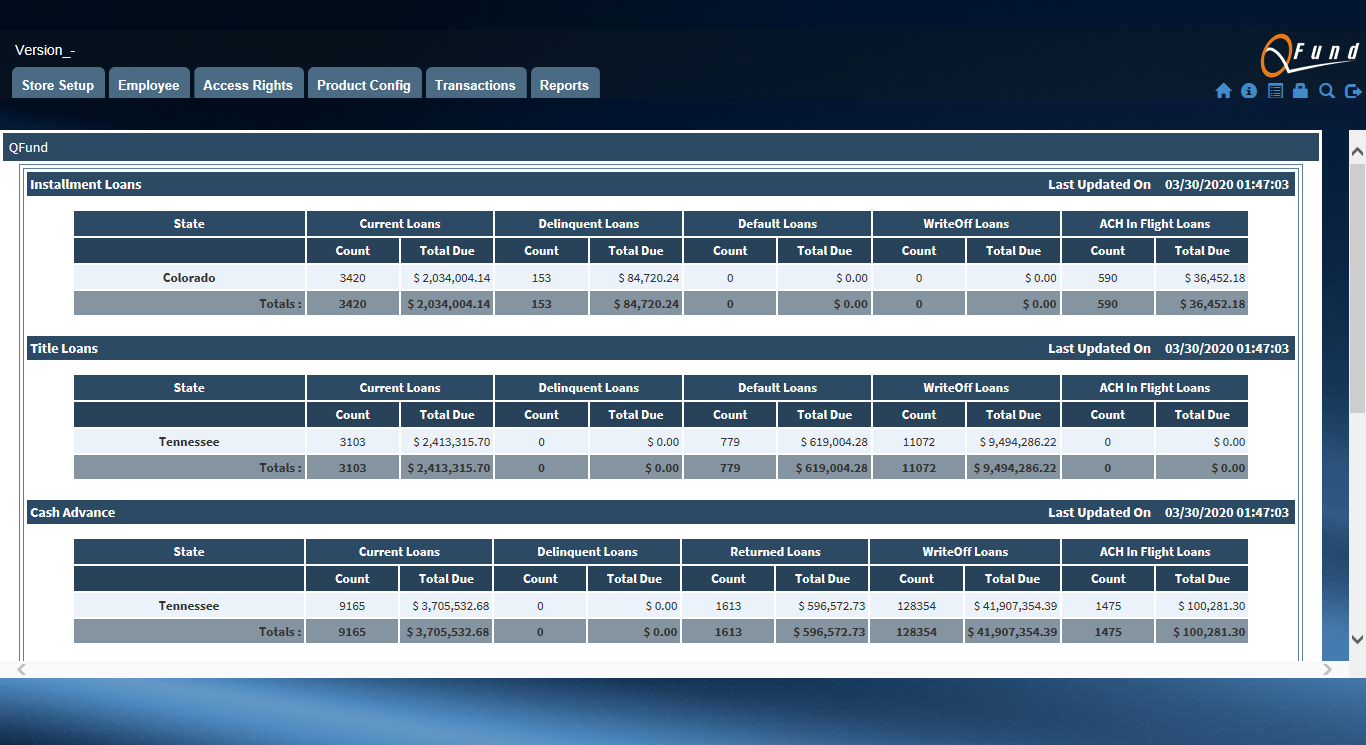 Version_-
QFund
Store Setup Employee Access Rights Product Config Transactions Reports
QFund
Installment Loans Last Updated On 03/30/2020 01:47:03
State Current Loans Delinquent Loans Default Loans WriteOff Loans ACH In Flight Loans
Count Total Due Count Total Due Count Total Due Count Total Due Count Total Due
Colorado 3420 $ 2,034,004.14 153 $ 84,720.24 0 $ 0.00 0 $ 0.00 590 $ 36,452.18
Totals : 3420 $ 2,034,004.14 153 $ 84,720.24 0 $ 0.00 0 $ 0.00 590 $ 36,452.18
Title Loans Last Updated On 03/30/2020 01:47:03
State Current Loans Delinquent Loans Default Loans WriteOff Loans ACH In Flight Loans
Count Total Due Count Total Due Count Total Due Count Total Due Count Total Due
Tennessee 3103 $ 2,413,315.70 0 $ 0.00 779 $ 619,004.28 11072 $ 9,494,286.22 0 $ 0.00
Totals : 3103 $ 2,413,315.70 0 $ 0.00 779 $ 619,004.28 11072 $ 9,494,286.22 0 $ 0.00
Cash Advance Last Updated On 03/30/2020 01:47:03
State Current Loans Delinquent Loans Returned Loans WriteOff Loans ACH In Flight Loans
Count Total Due Count Total Due Count Total Due Count Total Due Count Total Due
Tennessee 9165 $ 3,705,532.68 0 $ 0.00 1613 $ 596,572.73 128354 $ 41,907,354.39 1475 $ 100,281.30
Totals : 9165 $ 3,705,532.68 0 $ 0.00 1613 $ 596,572.73 128354 $ 41,907,354.39 1475 $ 100,281.30